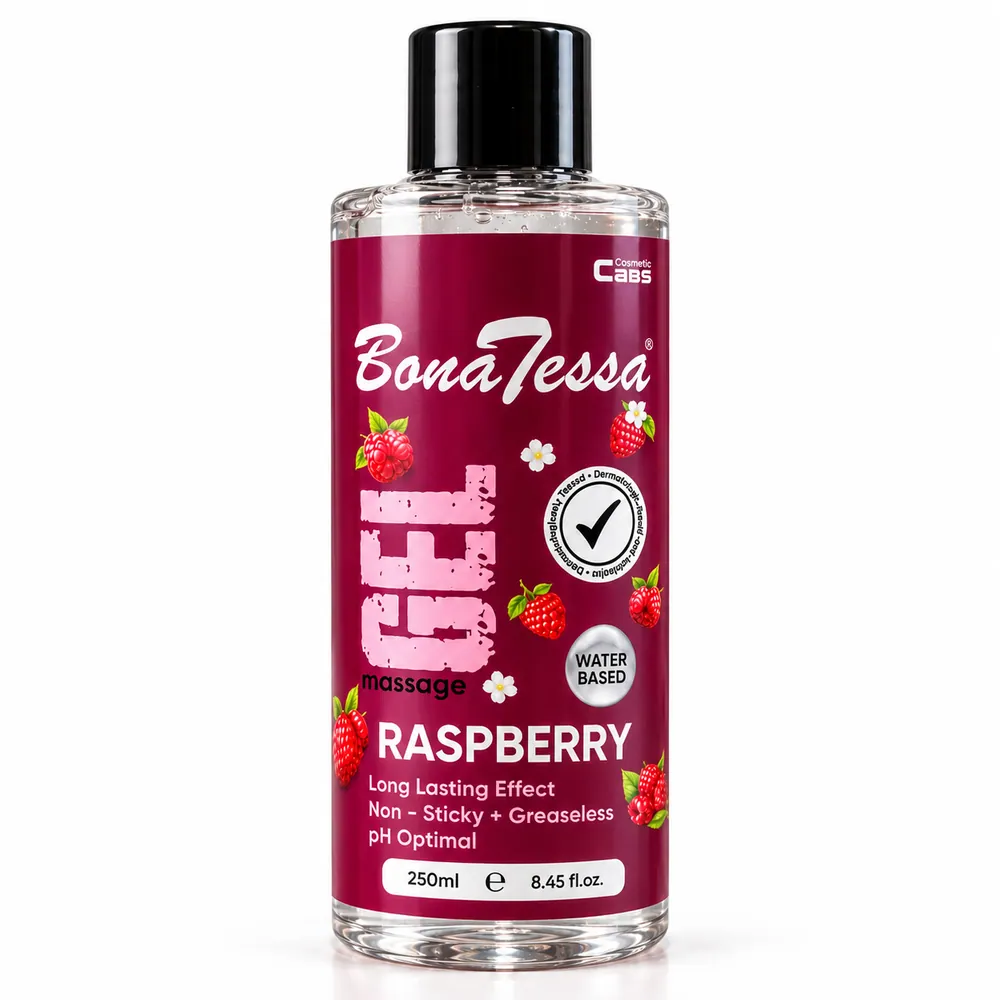 Cosmetic
CABS
BonaTessa®
GEL
massage
WATER
BASED
RASPBERRY
Long Lasting Effect
Non - Sticky + Greaseless
pH Optimal
250ml e 8.45 fl.oz.